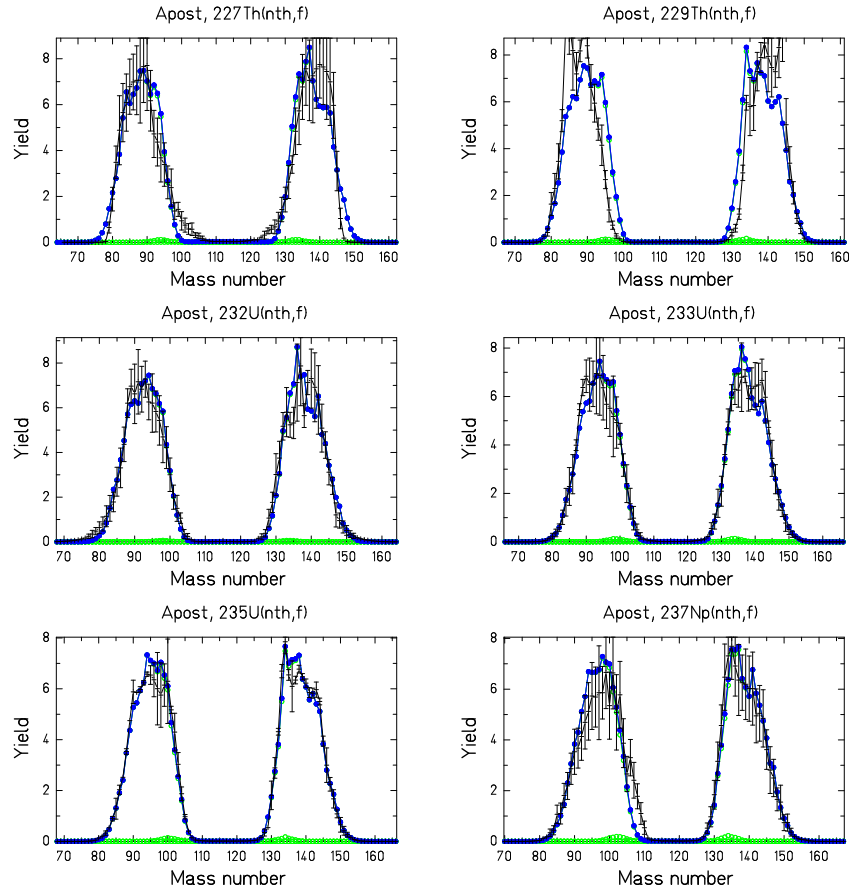 Apost, 227Th(nth,f)
Yield
8
6
4
2
0
70 80 90 100 110 120 130 140 150 160
Mass number
Apost, 229Th(nth,f)
Yield
8
6
4
2
0
70 80 90 100 110 120 130 140 150 160
Mass number
Apost, 232U(nth,f)
Yield
8
6
4
2
0
70 80 90 100 110 120 130 140 150 160
Mass number
Apost, 233U(nth,f)
Yield
8
6
4
2
0
70 80 90 100 110 120 130 140 150 160
Mass number
Apost, 235U(nth,f)
Yield
8
6
4
2
0
70 80 90 100 110 120 130 140 150 160
Mass number
Apost, 237Np(nth,f)
Yield
8
6
4
2
0
70 80 90 100 110 120 130 140 150 160
Mass number